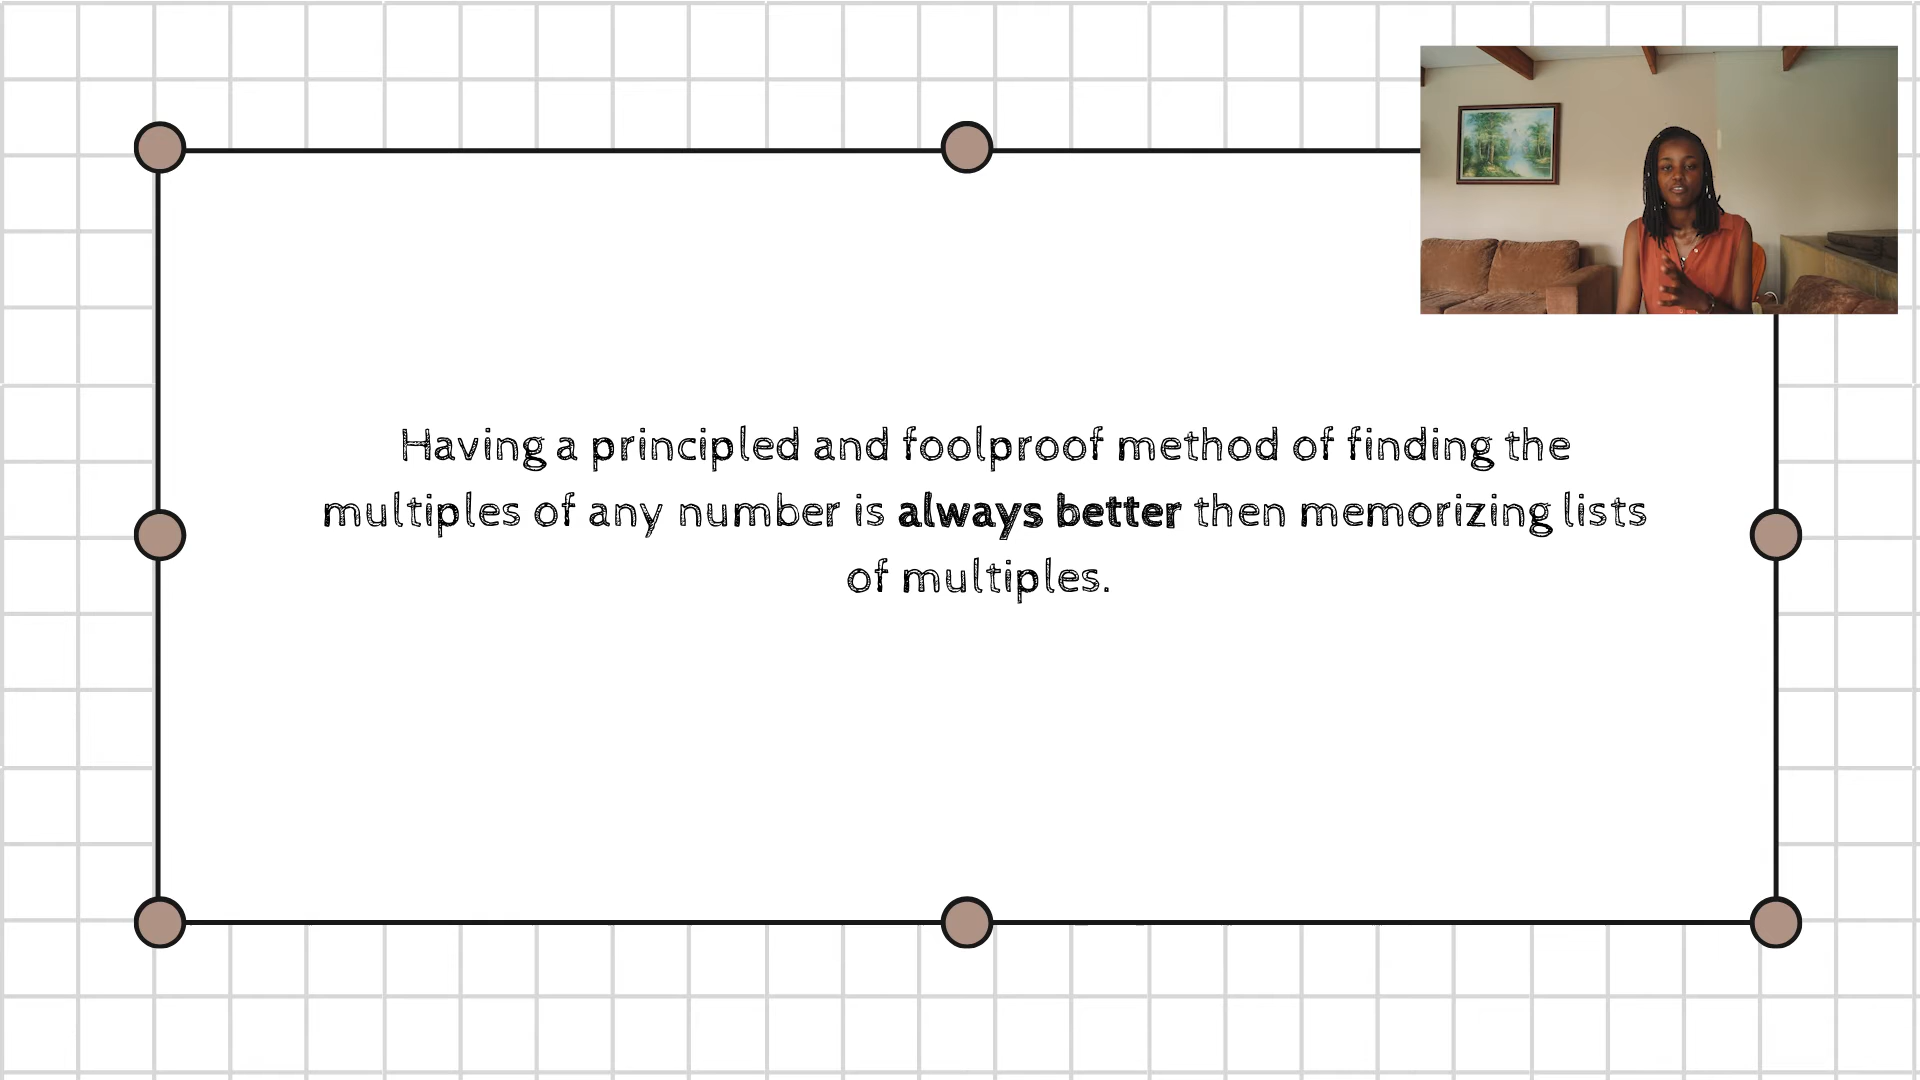 Having a principled and foolproof method of finding the
multiples of any number is always better then memorizing lists
of multiples.